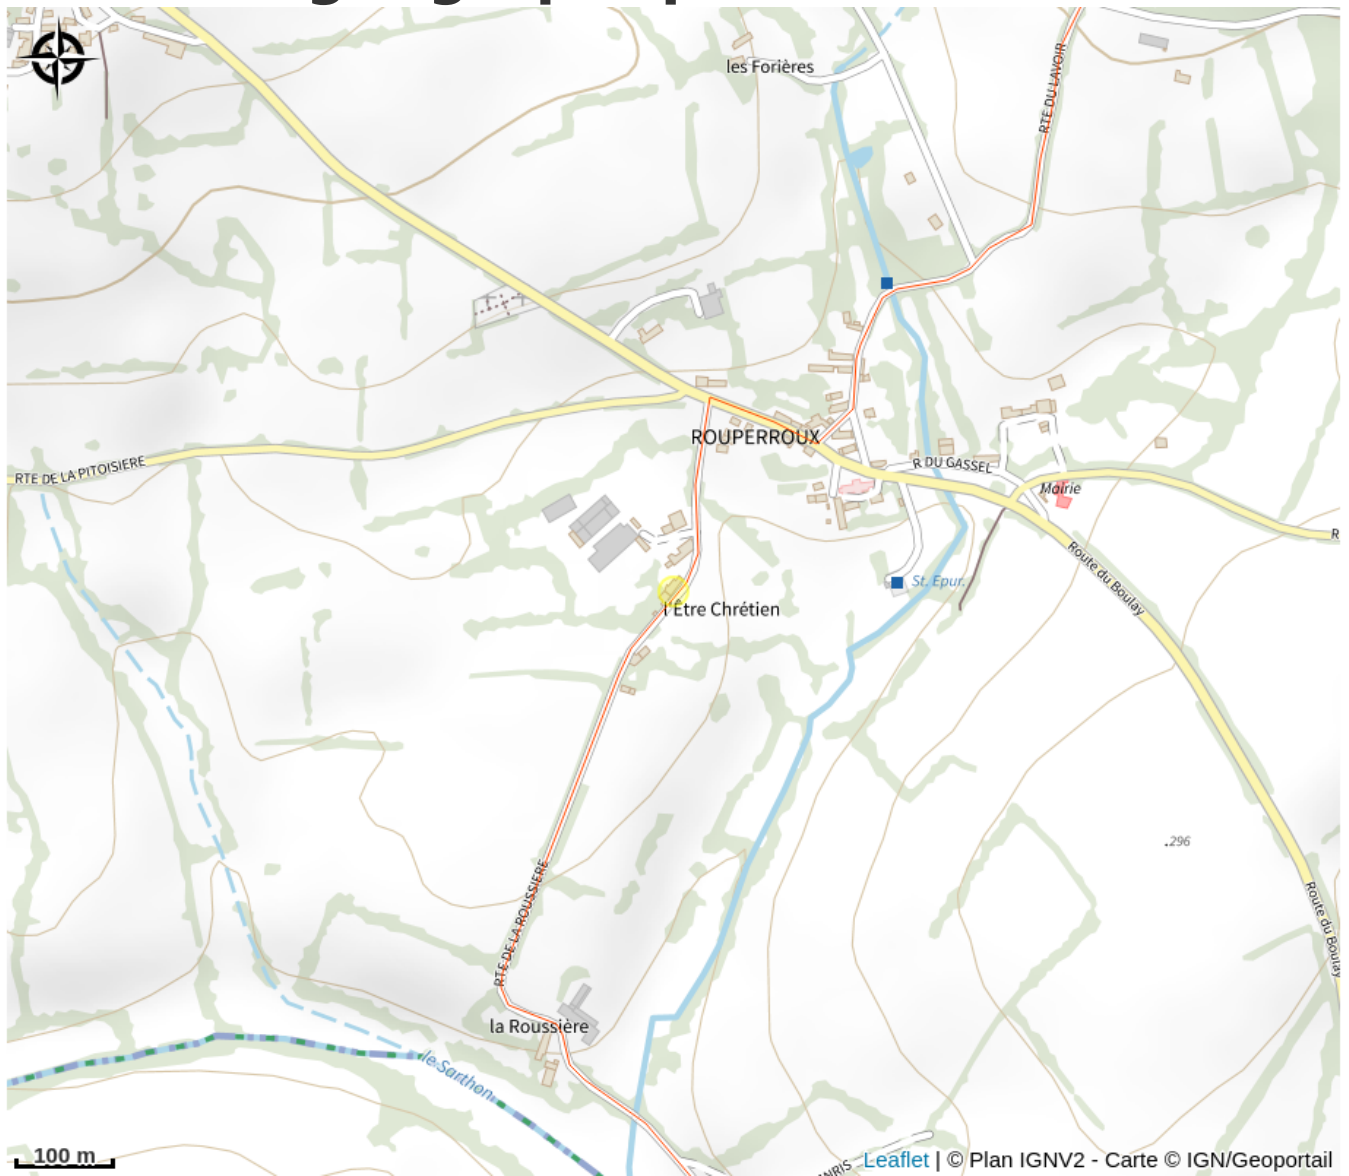 les Forières
RTE DU LAVOIR
ROUPERROUX
RTE DE LA PITOISIERE
R DU GASSEL
Mairie
R
Route du Boulay
St. Epur.
l'Être Chrétien
.296
RTE DE LA ROUSSIERE
Route du Boulay
la Roussière
le Sarthon
100 m
NRIS
Leaflet | © Plan IGNV2 - Carte © IGN/Geoportail